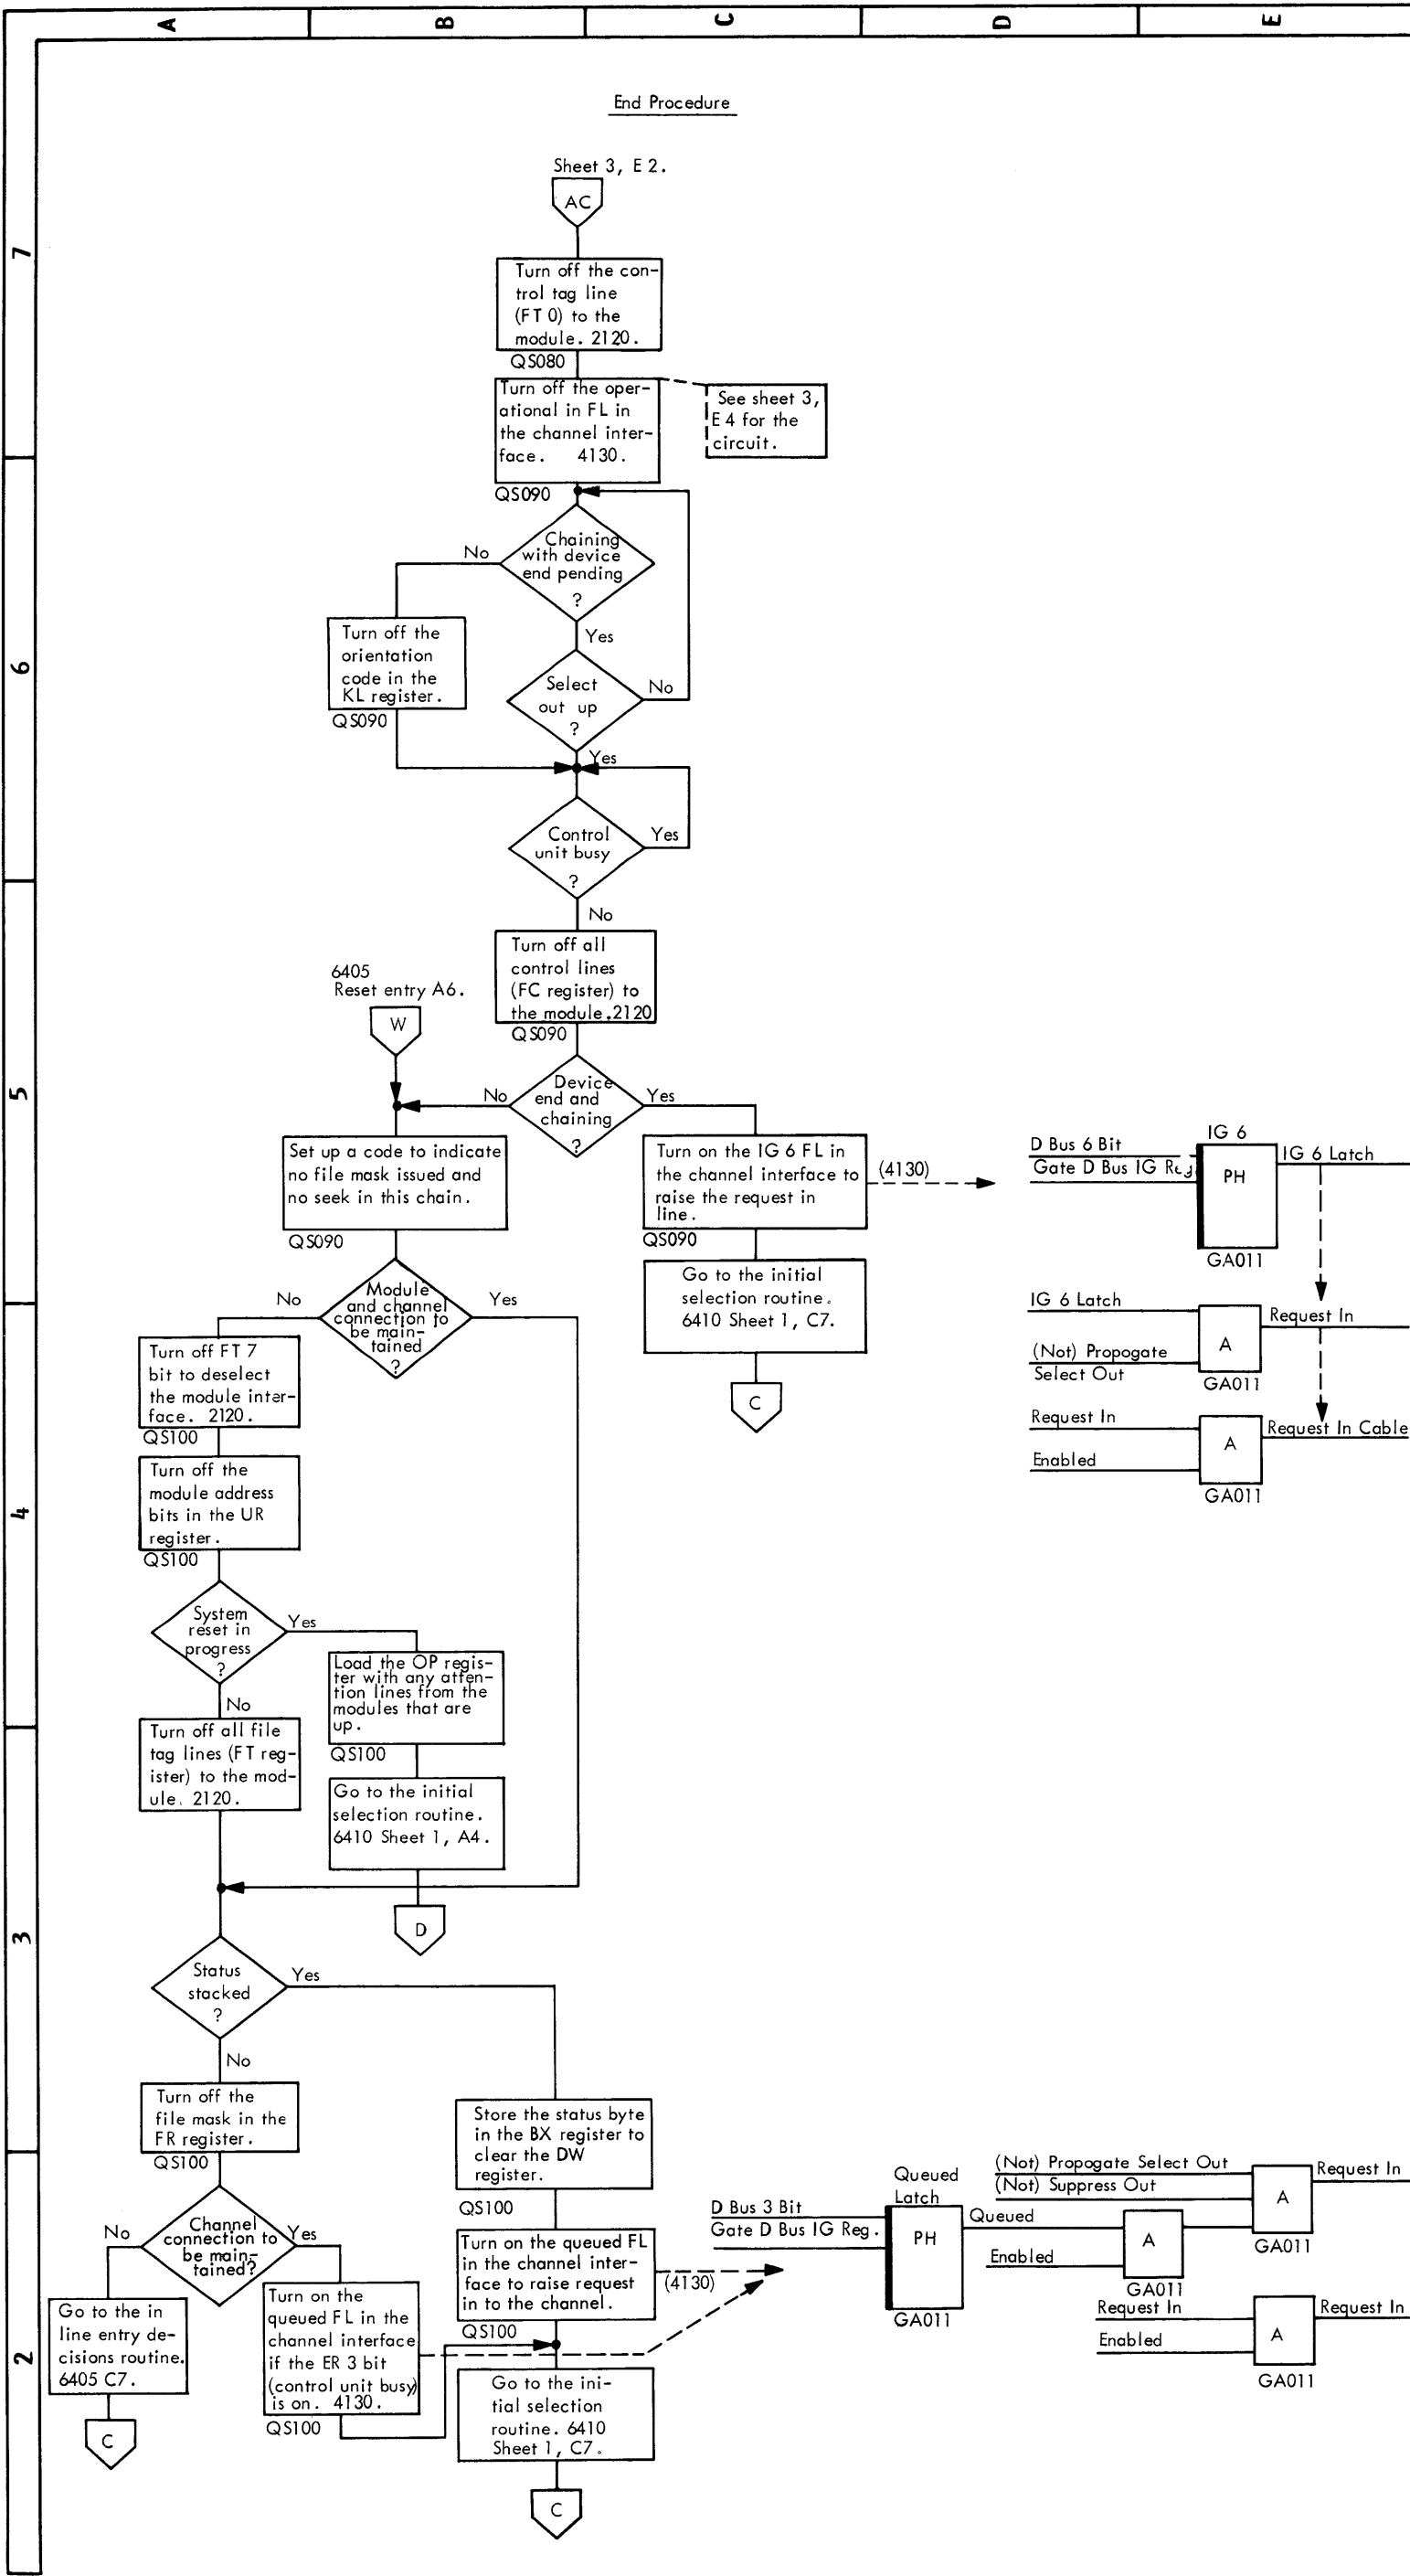 A
B
C
D
E
End Procedure
Sheet 3, E 2.
AC
7
Turn off the con-
trol tag line
(FT 0) to the
module. 2120.
QS080
Turn off the oper-
ational in FL in
the channel inter-
face. 4130.
QS090
See sheet 3,
E 4 for the
circuit.
Chaining
with device
end pending
?
No
Yes
Turn off the
orientation
code in the
KL register.
QS090
6
Select
out up
?
No
Yes
Control
unit busy
?
Yes
No
Turn off all
control lines
(FC register) to
the module.2120
QS090
6405
Reset entry A6.
W
5
Device
end and
chaining
?
No
Yes
Set up a code to indicate
no file mask issued and
no seek in this chain.
QS090
Turn on the IG 6 FL in
the channel interface to
raise the request in
line.
QS090
(4130)
D Bus 6 Bit
Gate D Bus IG Reg
IG 6
PH
GA011
IG 6 Latch
Go to the initial
selection routine.
6410 Sheet 1, C7.
C
IG 6 Latch
(Not) Propogate
Select Out
A
GA011
Request In
Request In
Enabled
A
GA011
Request In Cable
Module
and channel
connection to
be main-
tained
?
No
Yes
Turn off FT 7
bit to deselect
the module inter-
face. 2120.
QS100
Turn off the
module address
bits in the UR
register.
QS100
4
System
reset in
progress
?
Yes
No
Load the OP regis-
ter with any atten-
tion lines from the
modules that are
up.
QS100
Turn off all file
tag lines (FT reg-
ister) to the mod-
ule. 2120.
Go to the initial
selection routine.
6410 Sheet 1, A4.
D
3
Status
stacked
?
Yes
No
Turn off the
file mask in the
FR register.
QS100
Store the status byte
in the BX register to
clear the DW
register.
QS100
Channel
connection to
be main-
tained?
No
Yes
Turn on the queued FL
in the channel inter-
face to raise request
in to the channel.
QS100
(4130)
D Bus 3 Bit
Gate D Bus IG Reg.
Queued
Latch
PH
GA011
Queued
Enabled
A
GA011
(Not) Propogate Select Out
(Not) Suppress Out
A
GA011
Request In
Request In
Enabled
A
GA011
Request In
2
Go to the in
line entry de-
cisions routine.
6405 C7.
C
Turn on the
queued FL in the
channel interface
if the ER 3 bit
(control unit busy)
is on. 4130.
QS100
Go to the ini-
tial selection
routine. 6410
Sheet 1, C7.
C